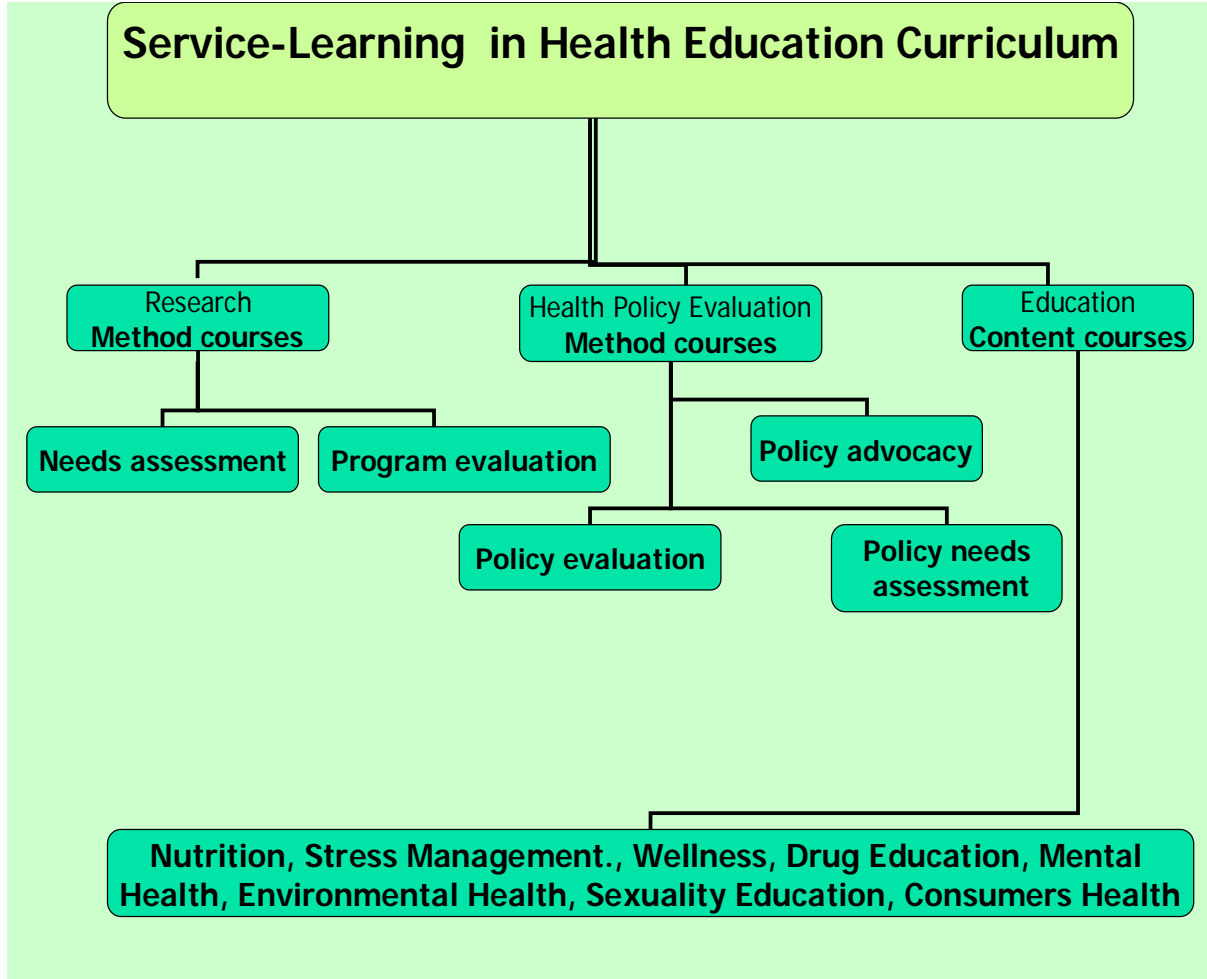 Service-Learning in Health Education Curriculum
Research
Method courses
Health Policy Evaluation
Method courses
Education
Content courses
Needs assessment
Program evaluation
Policy advocacy
Policy evaluation
Policy needs
assessment
Nutrition, Stress Management., Wellness, Drug Education, Mental
Health, Environmental Health, Sexuality Education, Consumers Health